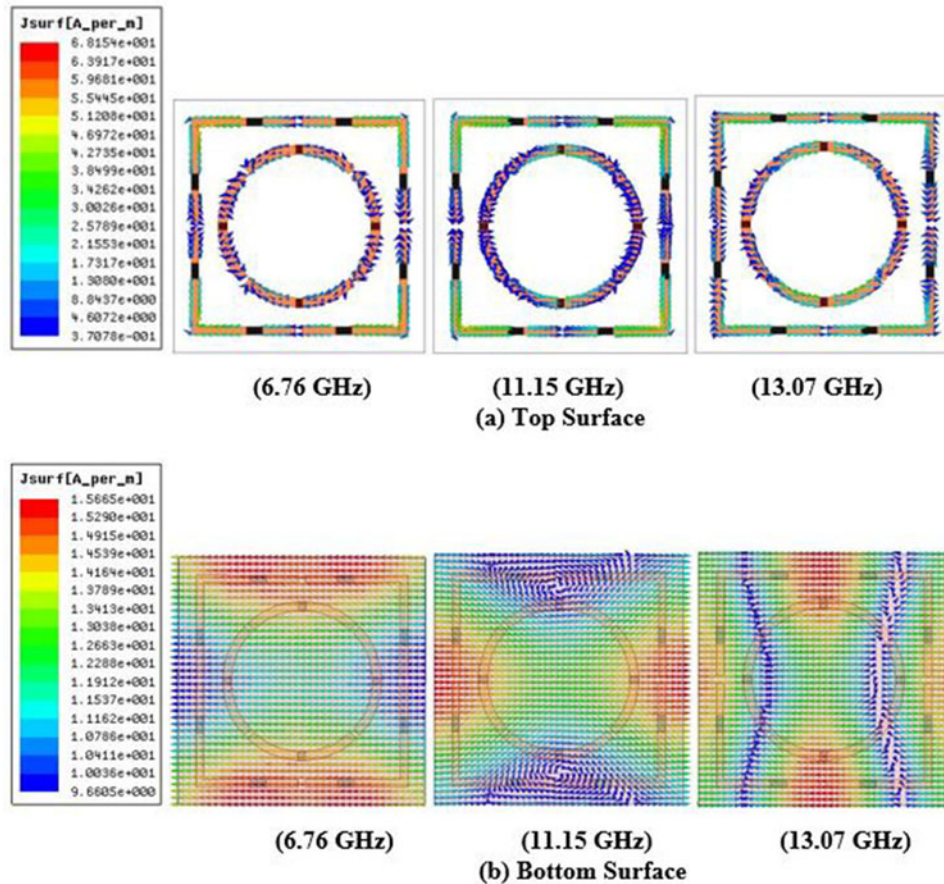 Jsurf[A_per_m]
6.8154e+001
6.3917e+001
5.9681e+001
5.5445e+001
5.1208e+001
4.6972e+001
4.2735e+001
3.8499e+001
3.4262e+001
3.0026e+001
2.5789e+001
2.1553e+001
1.7317e+001
1.3080e+001
8.8437e+000
4.6072e+000
3.7078e-001
(6.76 GHz) (11.15 GHz) (13.07 GHz)
(a) Top Surface
Jsurf[A_per_m]
1.5665e+001
1.5290e+001
1.4915e+001
1.4539e+001
1.4164e+001
1.3789e+001
1.3413e+001
1.3038e+001
1.2663e+001
1.2288e+001
1.1912e+001
1.1537e+001
1.1162e+001
1.0786e+001
1.0411e+001
1.0036e+001
9.6605e+000
(6.76 GHz) (11.15 GHz) (13.07 GHz)
(b) Bottom Surface